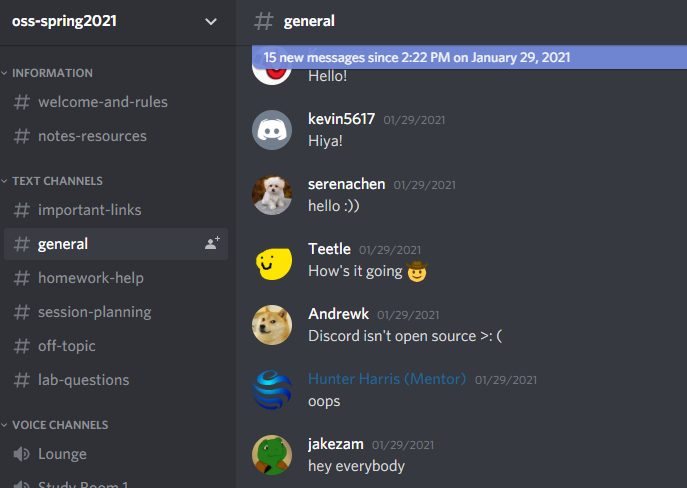 oss-spring2021
INFORMATION
# welcome-and-rules
# notes-resources
TEXT CHANNELS
# important-links
# general
# homework-help
# session-planning
# off-topic
# lab-questions
VOICE CHANNELS
Lounge
Study Room 1
# general
15 new messages since 2:22 PM on January 29, 2021
Hello!
kevin5617 01/29/2021
Hiya!
serenachen 01/29/2021
hello :))
Teetle 01/29/2021
How's it going 🤠
Andrewk 01/29/2021
Discord isn't open source >: (
Hunter Harris (Mentor) 01/29/2021
oops
jakezam 01/29/2021
hey everybody